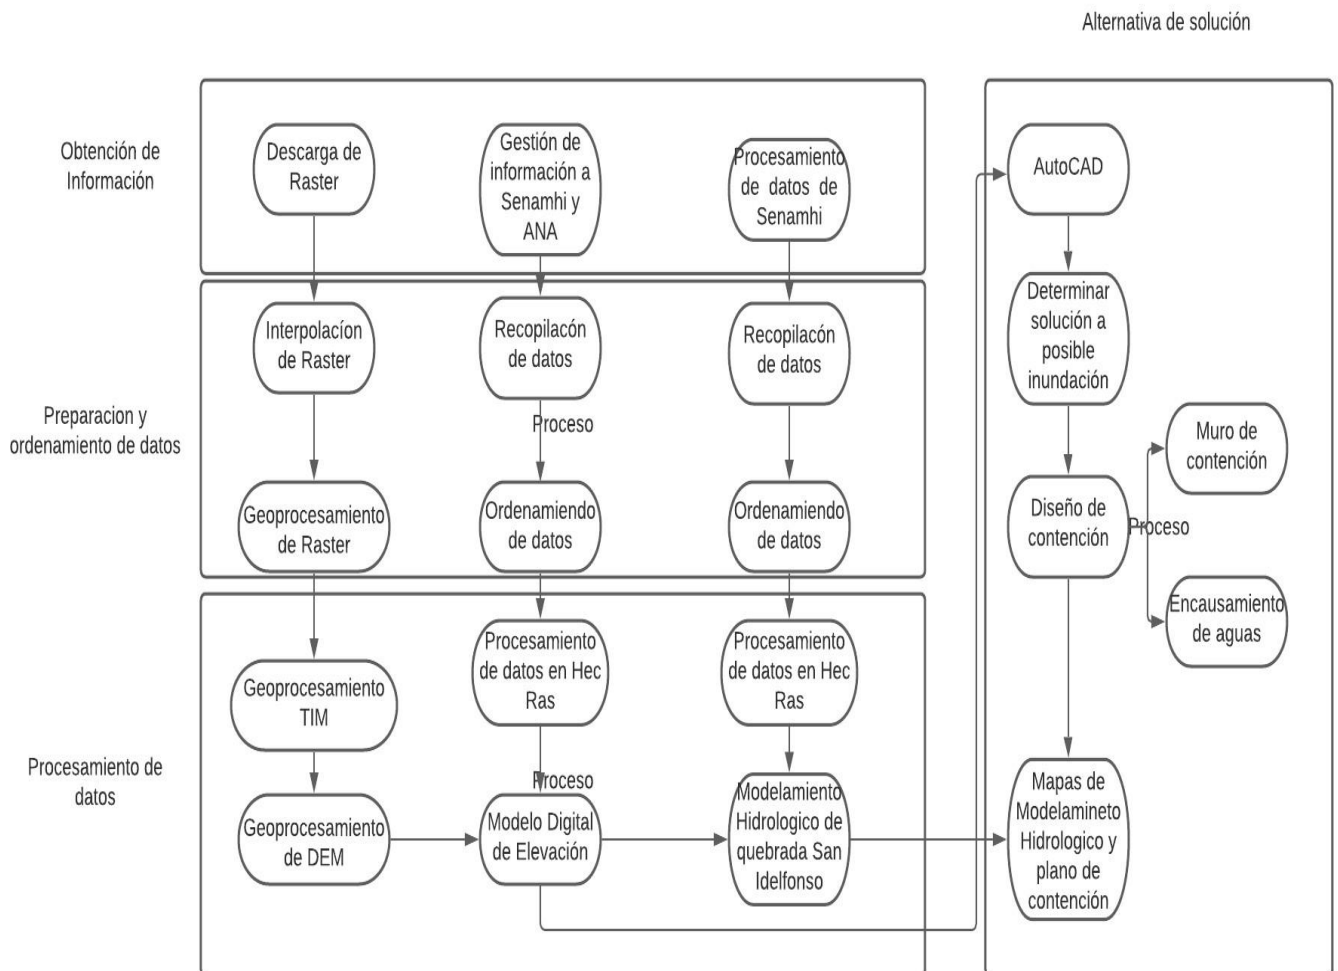 Alternativa de solución
Obtención de
Información
Descarga de
Raster
Gestión de
información a
Senamhi y
ANA
Procesamiento
de datos de
Senamhi
AutoCAD
Preparacion y
ordenamiento de datos
Interpolacíon
de Raster
Recopilacón
de datos
Recopilacón
de datos
Determinar
solución a
posible
inundación
Proceso
Geoprocesamiento
de Raster
Ordenamiendo
de datos
Ordenamiendo
de datos
Diseño de
contención
Proceso
Muro de
contención
Encausamiento
de aguas
Procesamiento de
datos
Geoprocesamiento
TIM
Procesamiento
de datos en Hec
Ras
Procesamiento
de datos en Hec
Ras
Proceso
Geoprocesamiento
de DEM
Modelo Digital
de Elevación
Modelamiento
Hidrologico de
quebrada San
Idelfonso
Mapas de
Modelamineto
Hidrologico y
plano de
contención